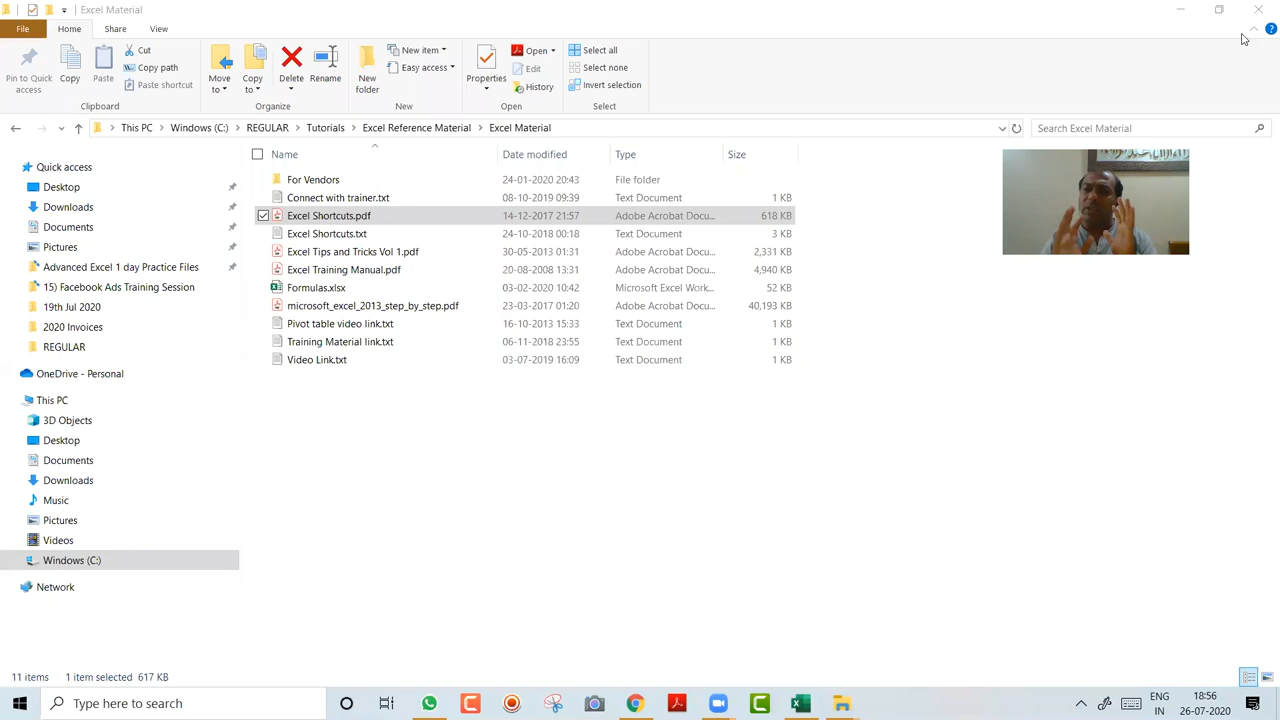 Excel Material
File Home Share View
Pin to Quick access
Copy
Paste
Cut
Copy path
Paste shortcut
Clipboard
Move to
Copy to
Delete
Rename
Organize
New folder
New item
Easy access
New
Properties
Open
Edit
History
Open
Select all
Select none
Invert selection
Select
This PC > Windows (C:) > REGULAR > Tutorials > Excel Reference Material > Excel Material
Search Excel Material
Name Date modified Type Size
For Vendors 24-01-2020 20:43 File folder
Connect with trainer.txt 08-10-2019 09:39 Text Document 1 KB
Excel Shortcuts.pdf 14-12-2017 21:57 Adobe Acrobat Docu... 618 KB
Excel Shortcuts.txt 24-10-2018 00:18 Text Document 3 KB
Excel Tips and Tricks Vol 1.pdf 30-05-2013 01:31 Adobe Acrobat Docu... 2,331 KB
Excel Training Manual.pdf 20-08-2008 13:31 Adobe Acrobat Docu... 4,940 KB
Formulas.xlsx 03-02-2020 10:42 Microsoft Excel Work... 52 KB
microsoft_excel_2013_step_by_step.pdf 23-03-2017 01:20 Adobe Acrobat Docu... 40,193 KB
Pivot table video link.txt 16-10-2013 15:33 Text Document 1 KB
Training Material link.txt 06-11-2018 23:55 Text Document 1 KB
Video Link.txt 03-07-2019 16:09 Text Document 1 KB
Quick access
Desktop
Downloads
Documents
Pictures
Advanced Excel 1 day Practice Files
15) Facebook Ads Training Session
19th Jul 2020
2020 Invoices
REGULAR
OneDrive - Personal
This PC
3D Objects
Desktop
Documents
Downloads
Music
Pictures
Videos
Windows (C:)
Network
11 items 1 item selected 617 KB
Type here to search
ENG
IN
18:56
26-07-2020